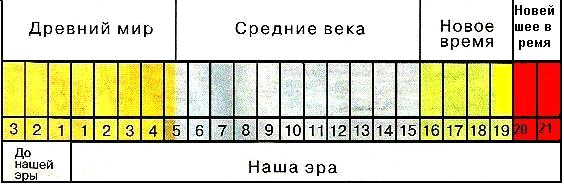 Древний мир
Средние века
Новое
время
Новей
шее в
ремя
3 2 1 1 2 3 4 5 6 7 8 9 10 11 12 13 14 15 16 17 18 19 20 21
До
нашей
эры
Наша эра